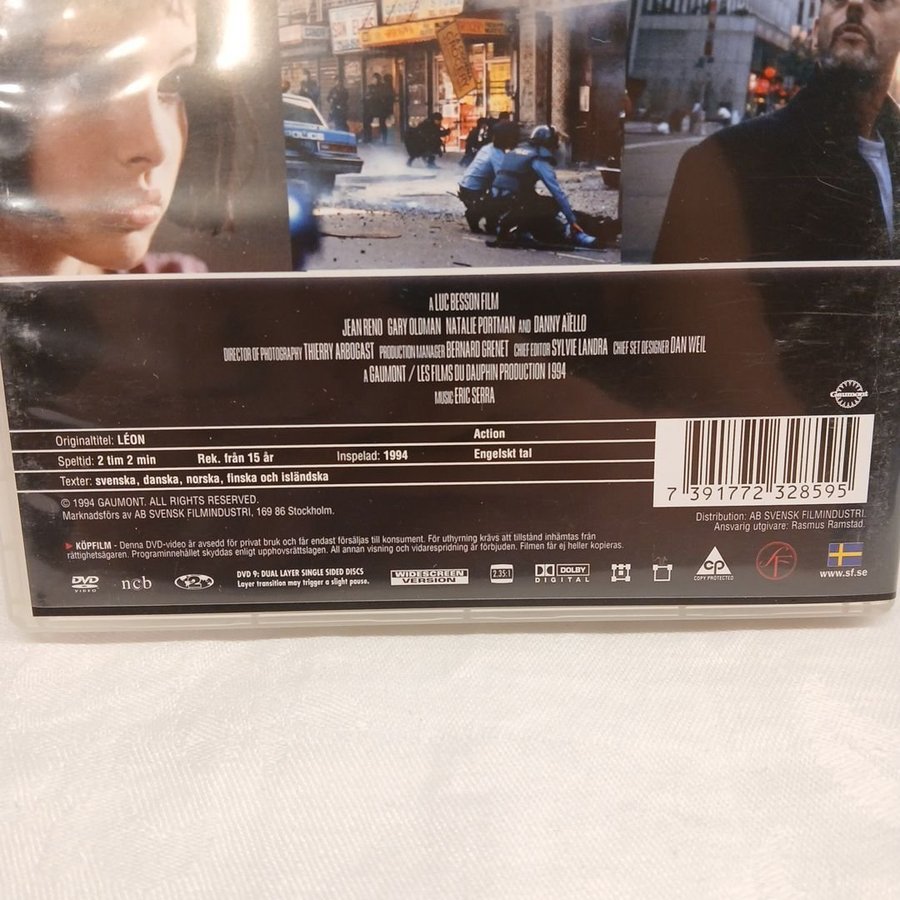 POLICE
A LUC BESSON FILM
JEAN RENO GARY OLDMAN NATALIE PORTMAN AND DANNY AÏELLO
DIRECTOR OF PHOTOGRAPHY THIERRY ARBOGAST PRODUCTION MANAGER BERNARD GRENET CHIEF EDITOR SYLVIE LANDRA CHIEF SET DESIGNER DAN WEIL
A GAUMONT / LES FILMS DU DAUPHIN PRODUCTION 1994
MUSIC ERIC SERRA
Gaumont
Originaltitel: LÉON Action
Speltid: 2 tim 2 min Rek. från 15 år Inspelad: 1994 Engelskt tal
Texter: svenska, danska, norska, finska och isländska
7 391772 328595
© 1994 GAUMONT. ALL RIGHTS RESERVED.
Marknadsförs av AB SVENSK FILMINDUSTRI, 169 86 Stockholm.
Distribution: AB SVENSK FILMINDUSTRI.
Ansvarig utgivare: Rasmus Ramstad.
KÖPFILM - Denna DVD-video är avsedd för privat bruk och får endast försäljas till konsument. För uthyrning krävs att tillstånd inhämtas från
rättighetsägaren. Programinnehållet skyddas enligt upphovsrättslagen. All annan visning och vidarespridning är förbjuden. Filmen får ej heller kopieras.
DVD VIDEO
ncb
2
DVD 9: DUAL LAYER SINGLE SIDED DISCS
Layer transition may trigger a slight pause.
WIDESCREEN
VERSION
2.35:1
DOLBY
DIGITAL
CP
COPY PROTECTED
SF
www.sf.se